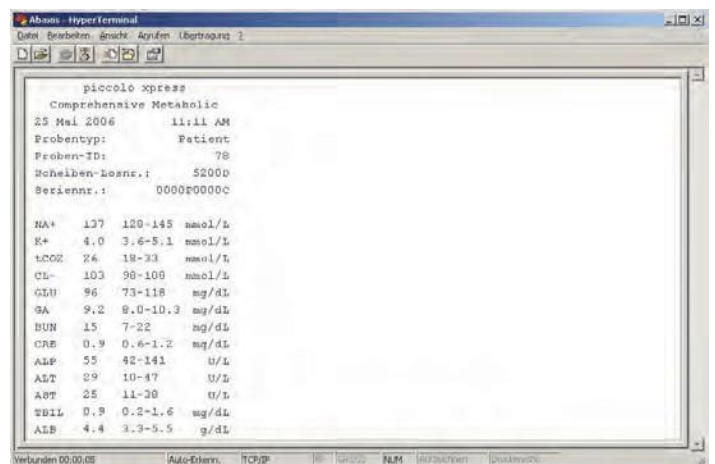 Abaxis - HyperTerminal
Datei Bearbeiten Ansicht Anrufen Übertragung ?
piccolo xpress
Comprehensive Metabolic
25 Mai 2006 11:11 AM
Probentyp: Patient
Proben-ID: 78
Scheiben-Losnr.: 5200D
Seriennr.: 0000P0000C
NA+ 137 128-145 mmol/L
K+ 4.0 3.6-5.1 mmol/L
tCO2 26 18-33 mmol/L
CL- 103 98-108 mmol/L
GLU 96 73-118 mg/dL
CA 9.2 8.0-10.3 mg/dL
BUN 15 7-22 mg/dL
CRE 0.9 0.6-1.2 mg/dL
ALP 55 42-141 U/L
ALT 29 10-47 U/L
AST 25 11-38 U/L
TBIL 0.9 0.2-1.6 mg/dL
ALB 4.4 3.3-5.5 g/dL
Verbunden 00:00:05 Auto-Erkenn. TCP/IP RF GROSS NUM Aufzeichnen